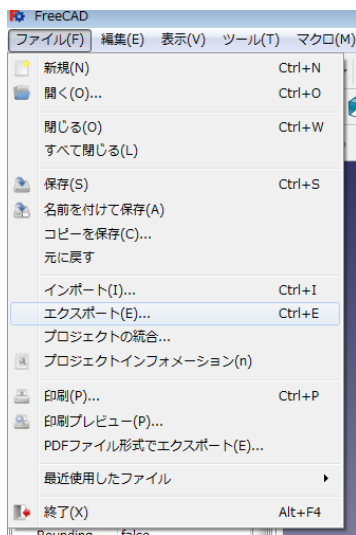 FreeCAD
ファイル(F) 編集(E) 表示(V) ツール(T) マクロ(M)
新規(N) Ctrl+N
開く(O)... Ctrl+O
閉じる(O) Ctrl+W
すべて閉じる(L)
保存(S) Ctrl+S
名前を付けて保存(A)
コピーを保存(C)...
元に戻す
インポート(I)... Ctrl+I
エクスポート(E)... Ctrl+E
プロジェクトの統合...
プロジェクトインフォメーション(n)
印刷(P)... Ctrl+P
印刷プレビュー(P)...
PDFファイル形式でエクスポート(E)...
最近使用したファイル
終了(X) Alt+F4
Rounding... false